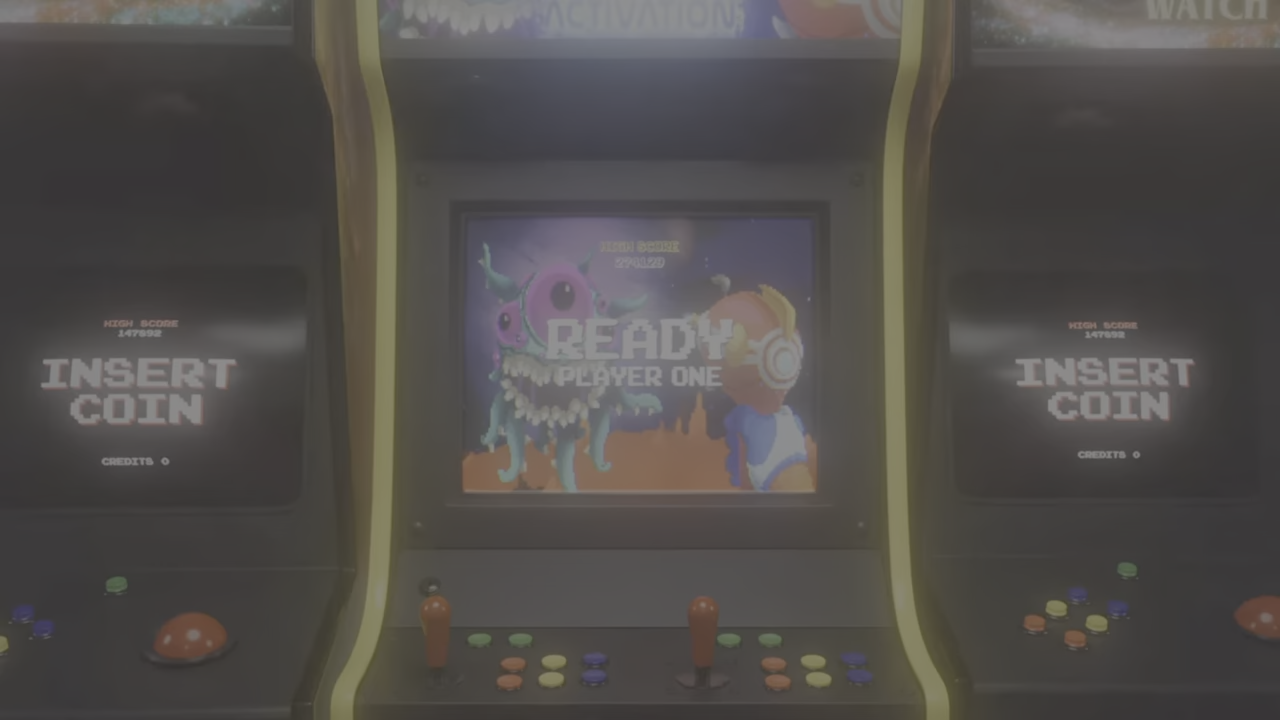 ACTIVATION
WATCH
HIGH SCORE
147892
INSERT
COIN
CREDITS 0
HIGH SCORE
READY
PLAYER ONE
HIGH SCORE
147892
INSERT
COIN
CREDITS 0